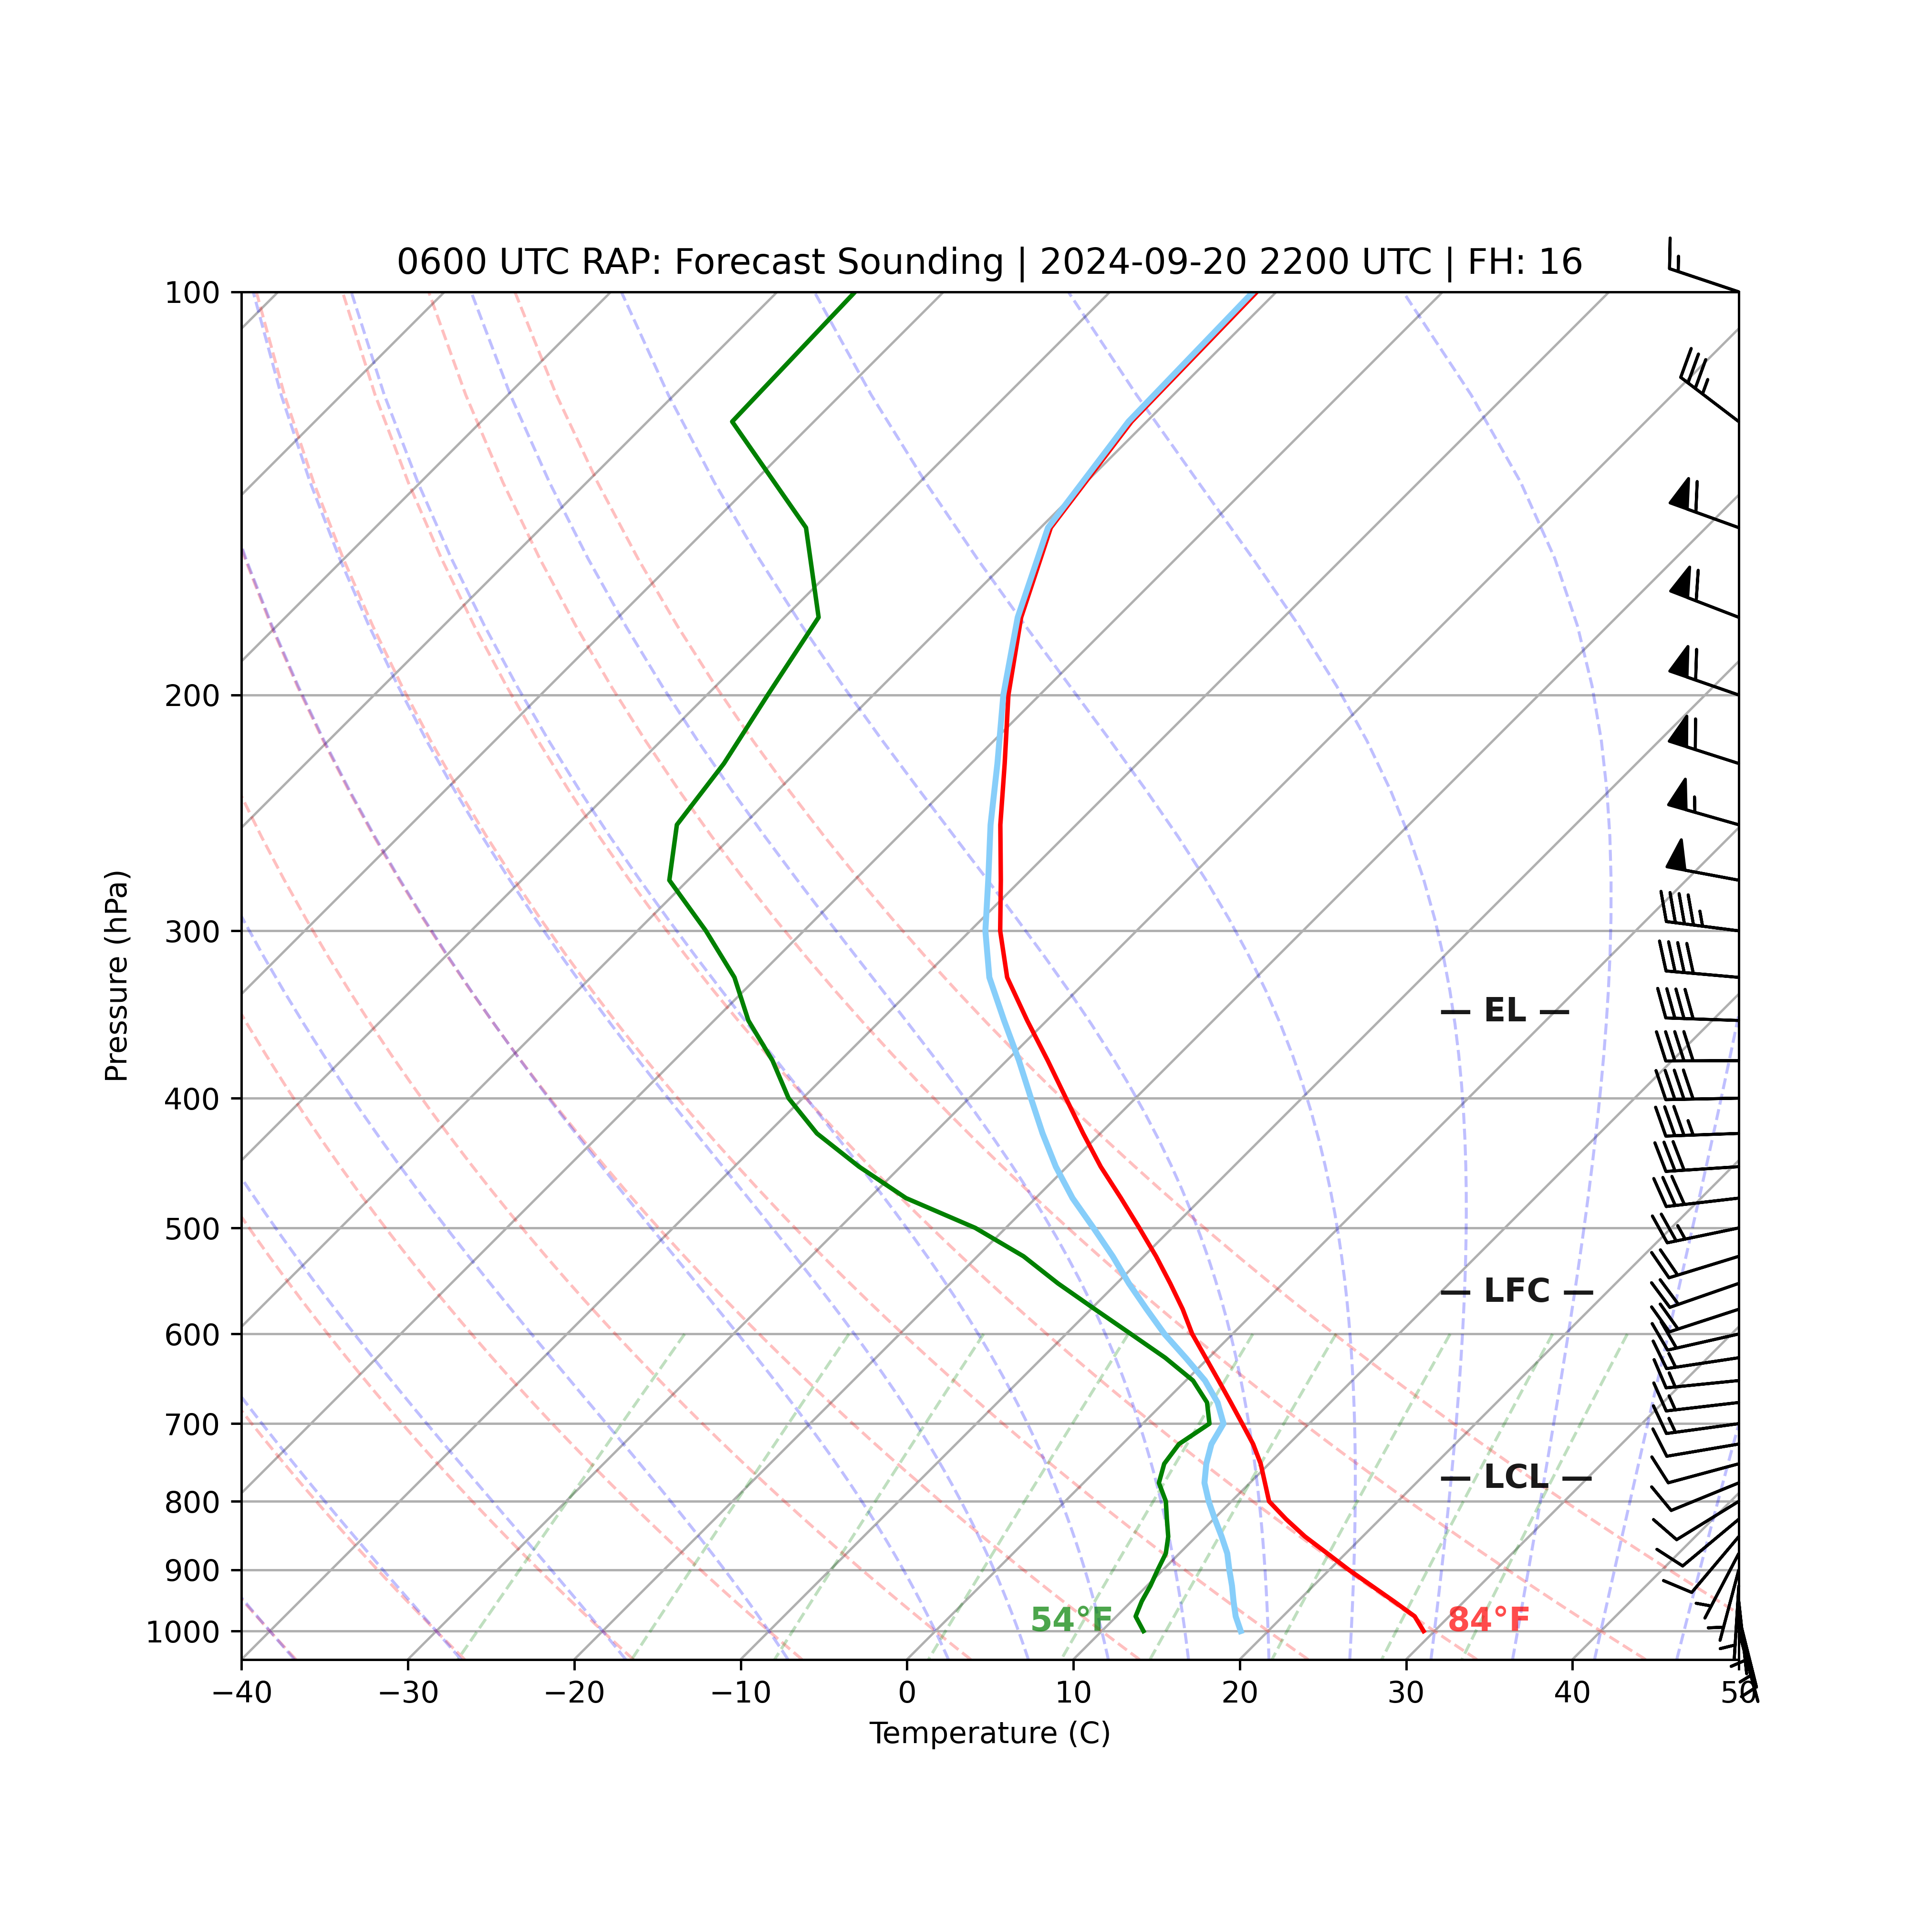 0600 UTC RAP: Forecast Sounding | 2024-09-20 2200 UTC | FH: 16
100
200
300
— EL —
Pressure (hPa)
400
500
— LFC —
600
700
— LCL —
800
900
54°F 84°F
1000
−40 −30 −20 −10 0 10 20 30 40 50
Temperature (C)